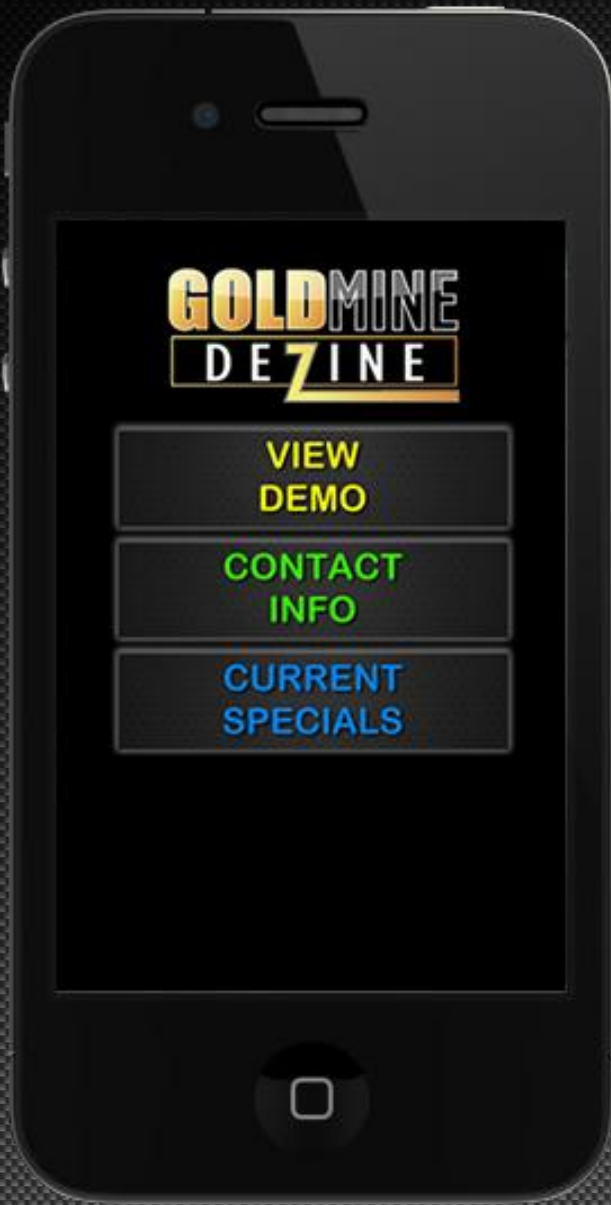 GOLDMINE
DEZINE
VIEW
DEMO
CONTACT
INFO
CURRENT
SPECIALS